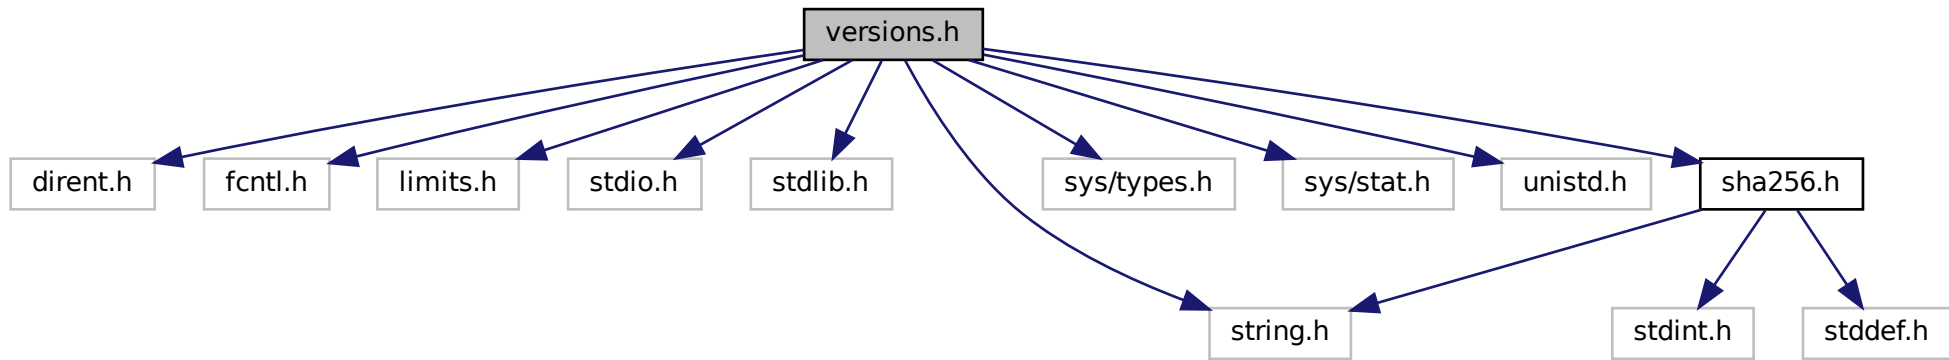 versions.h
dirent.h
fcntl.h
limits.h
stdio.h
stdlib.h
sys/types.h
sys/stat.h
unistd.h
sha256.h
string.h
stdint.h
stddef.h